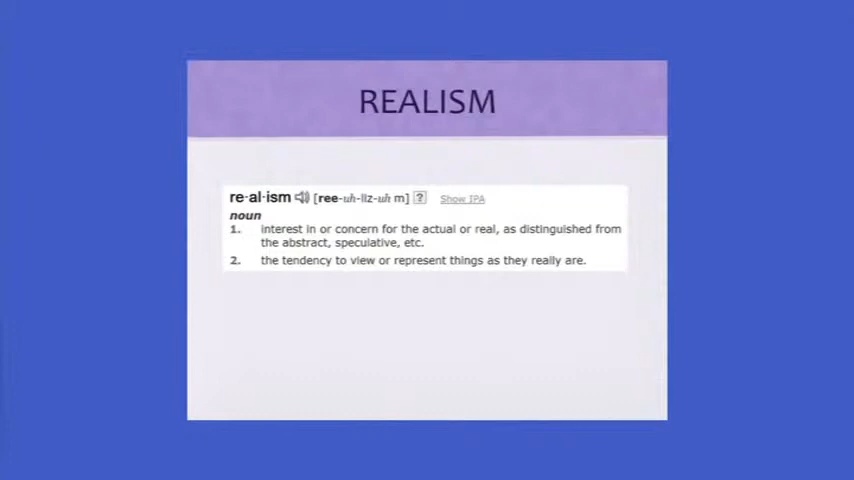 REALISM
re·al·ism [ree-uh-liz-uh m] ? Show IPA
noun
1. interest in or concern for the actual or real, as distinguished from
the abstract, speculative, etc.
2. the tendency to view or represent things as they really are.